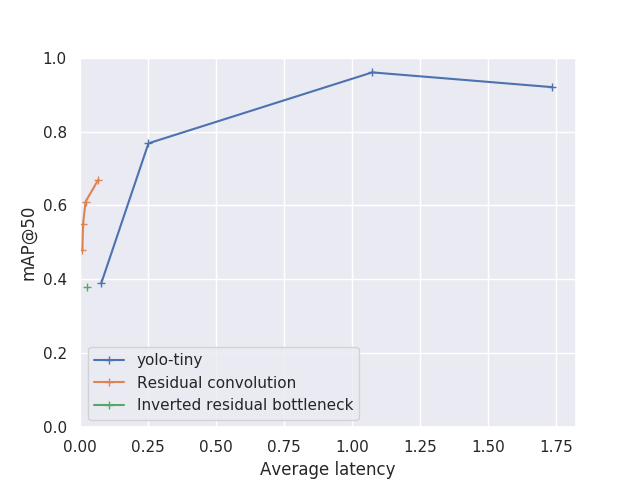 1.0
0.8
0.6
0.4
0.2
0.0
mAP@50
yolo-tiny
Residual convolution
Inverted residual bottleneck
0.00 0.25 0.50 0.75 1.00 1.25 1.50 1.75
Average latency